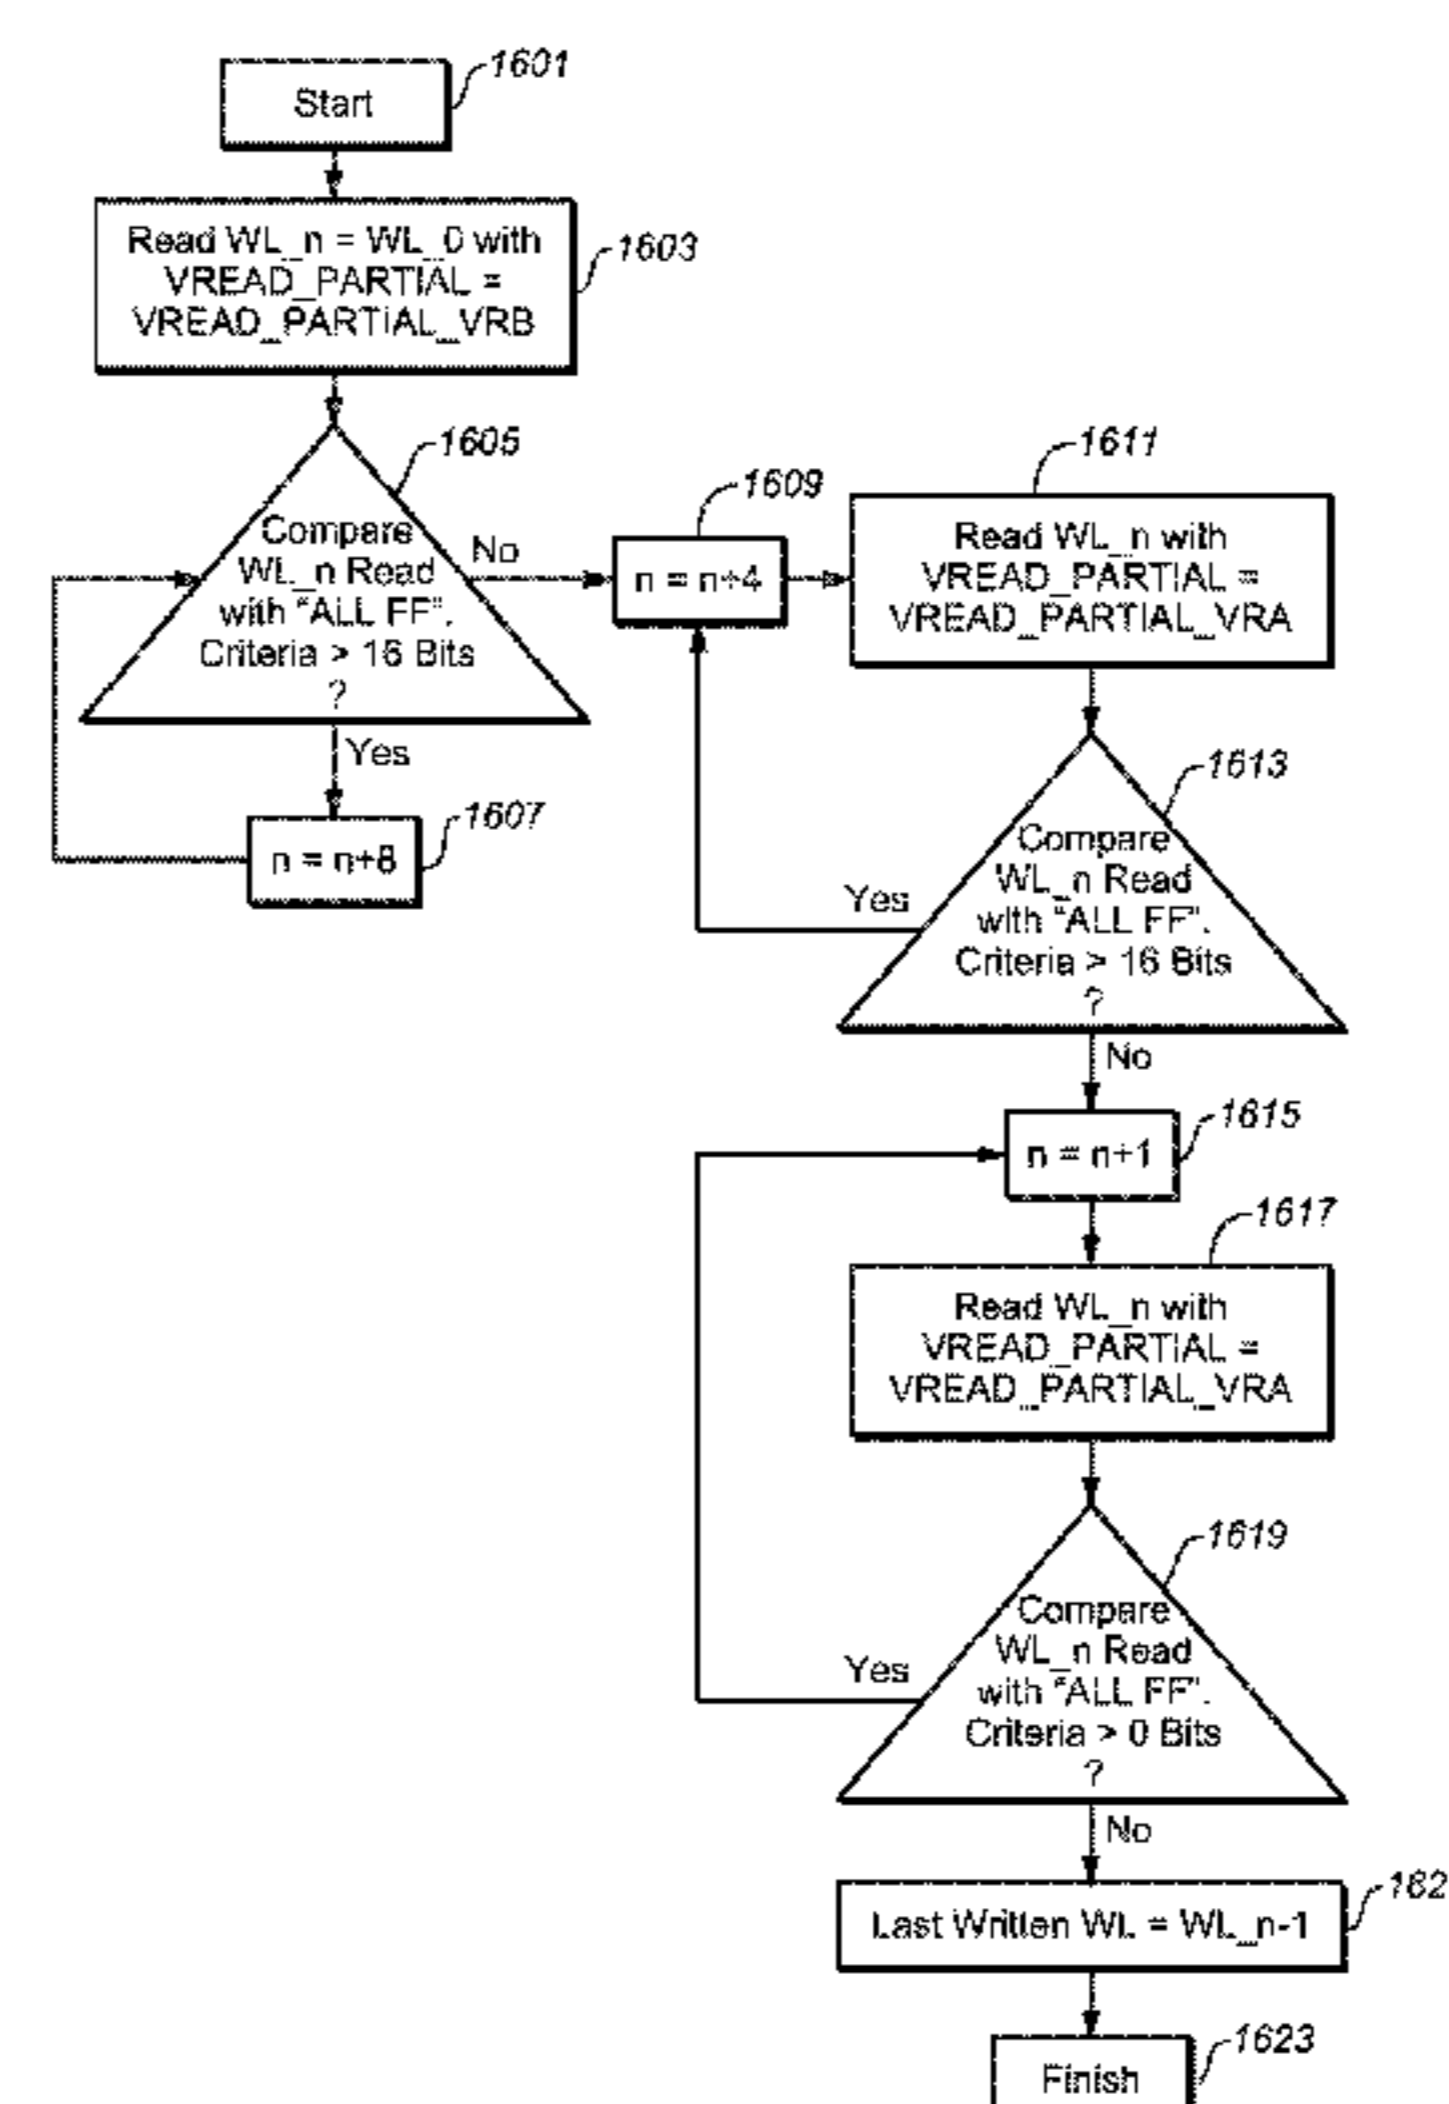 1601
Start
Read WL_n = WL_0 with
VREAD_PARTIAL =
VREAD_PARTIAL_VRB
1603
1605
Compare
WL_n Read
with "ALL FF".
Criteria > 16 Bits
?
No
Yes
1607
n = n+8
1609
n = n+4
1611
Read WL_n with
VREAD_PARTIAL =
VREAD_PARTIAL_VRA
1613
Compare
WL_n Read
with "ALL FF".
Criteria > 16 Bits
?
Yes
No
1615
n = n+1
1617
Read WL_n with
VREAD_PARTIAL =
VREAD_PARTIAL_VRA
1619
Compare
WL_n Read
with "ALL FF".
Criteria > 0 Bits
?
Yes
No
162
Last Written WL = WL_n-1
1623
Finish